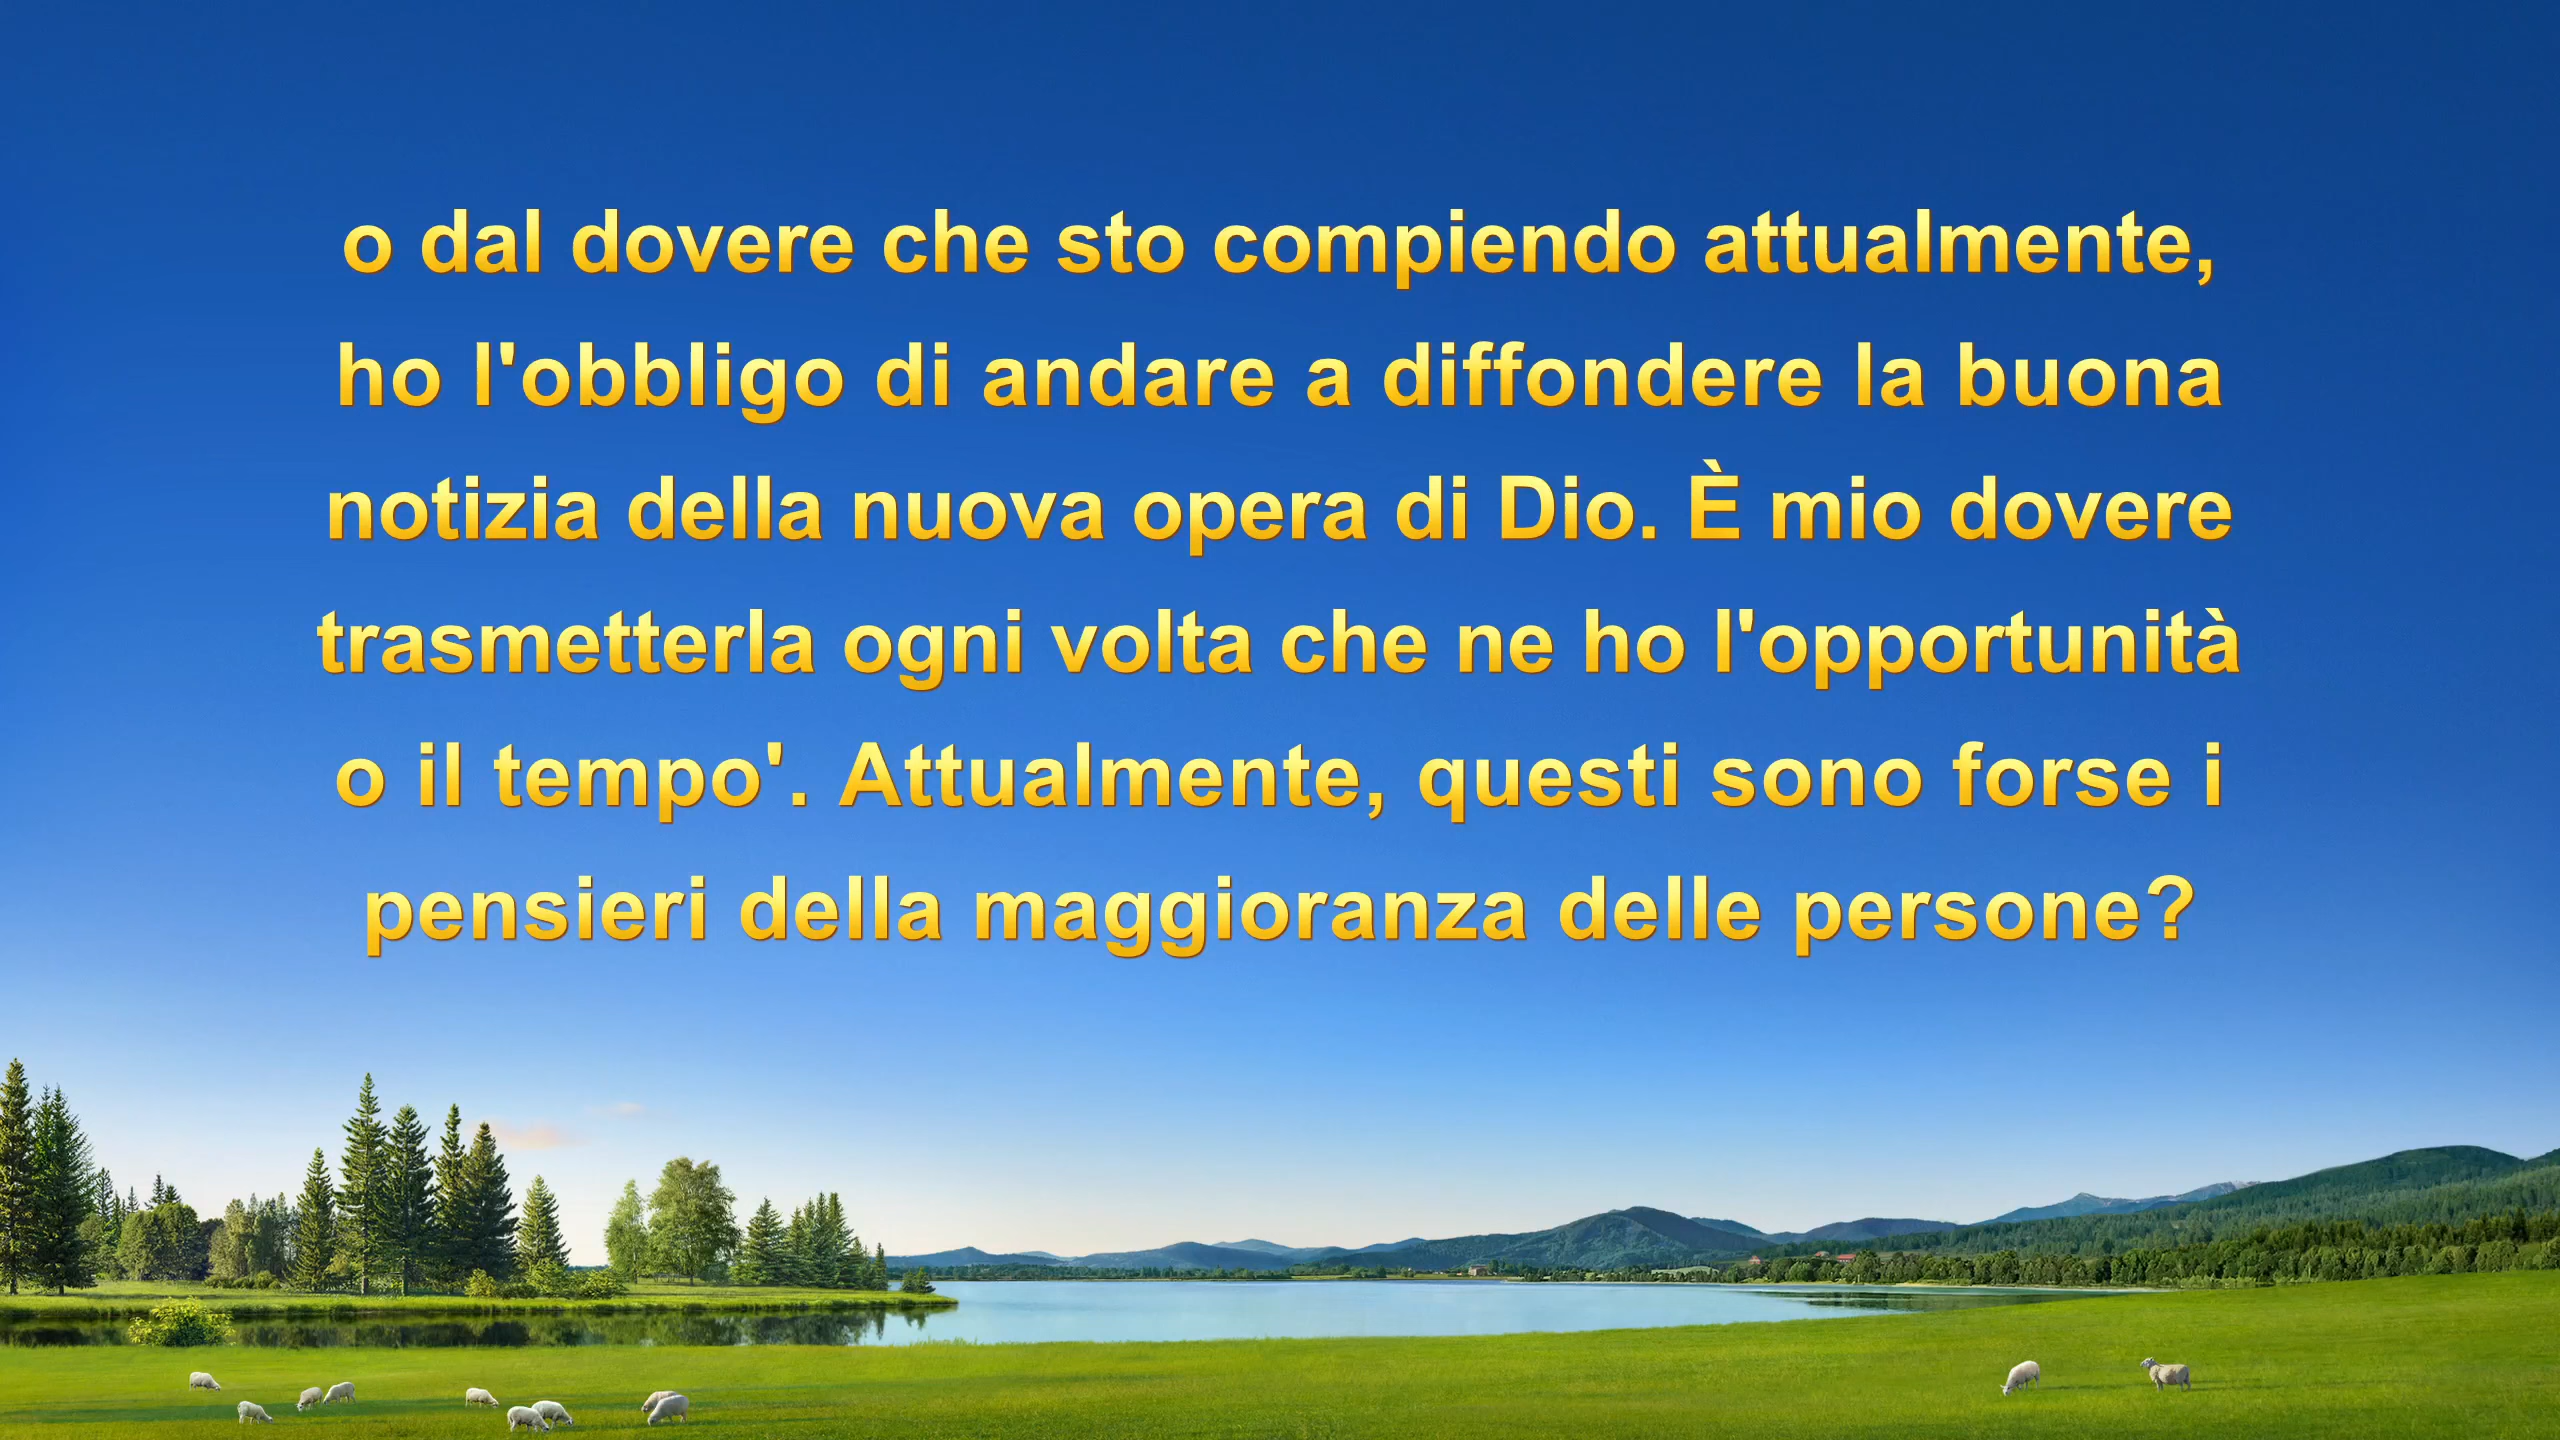 o dal dovere che sto compiendo attualmente,
ho l'obbligo di andare a diffondere la buona
notizia della nuova opera di Dio. È mio dovere
trasmetterla ogni volta che ne ho l'opportunità
o il tempo'. Attualmente, questi sono forse i
pensieri della maggioranza delle persone?